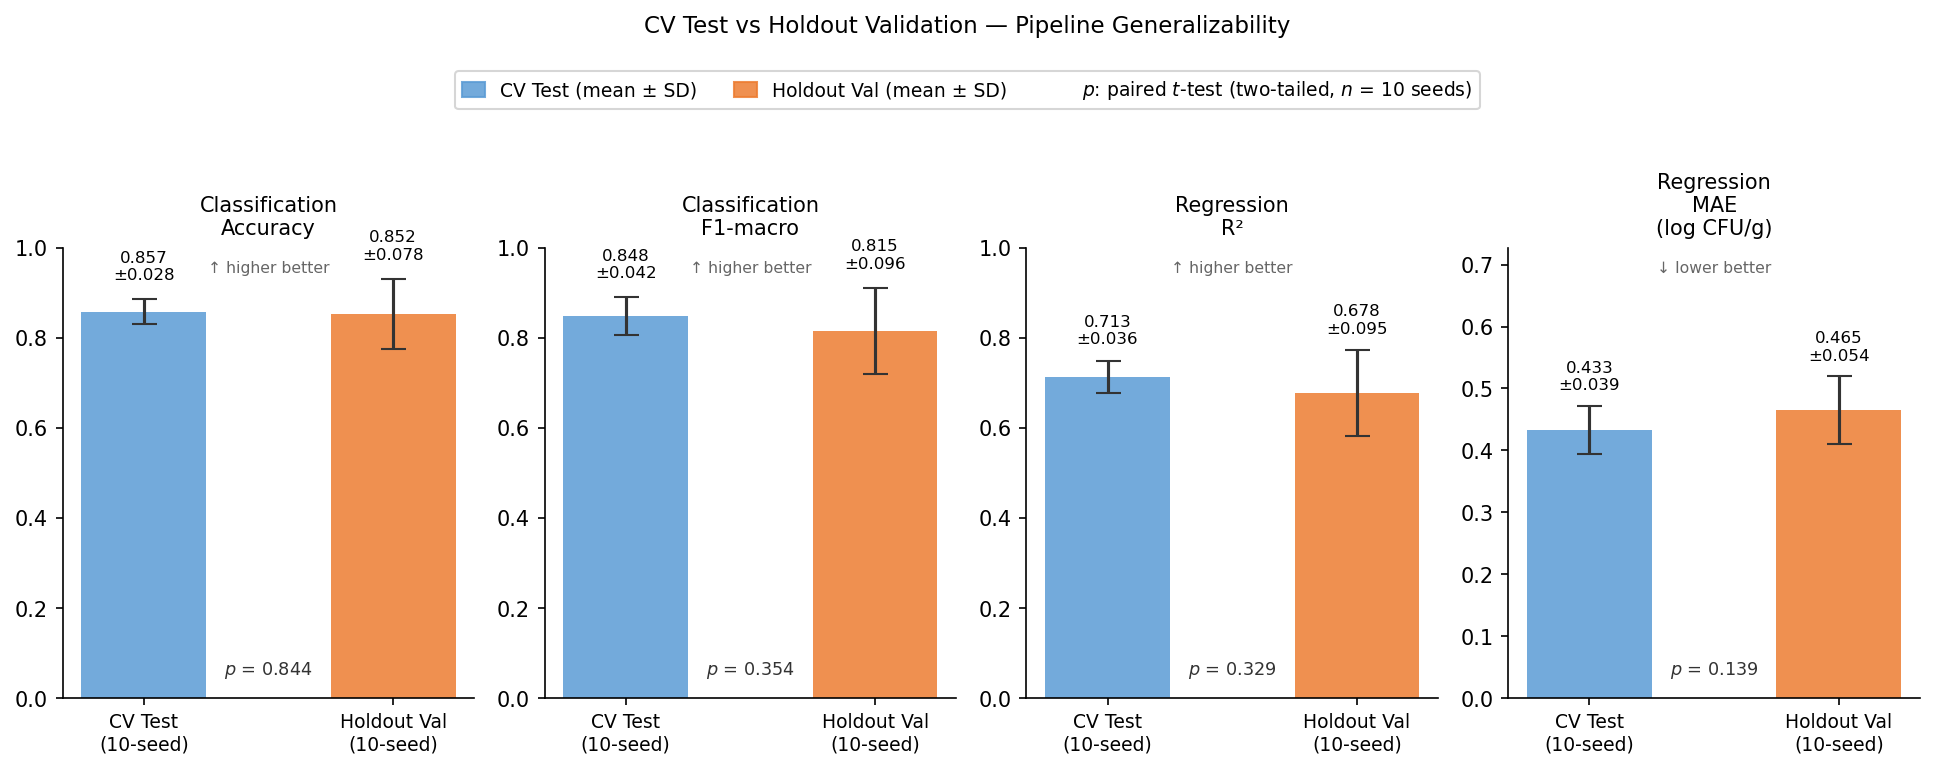 CV Test vs Holdout Validation — Pipeline Generalizability
CV Test (mean ± SD)
Holdout Val (mean ± SD)
p: paired t-test (two-tailed, n = 10 seeds)
Classification
Accuracy
↑ higher better
0.857
±0.028
0.852
±0.078
1.0
0.8
0.6
0.4
0.2
0.0
p = 0.844
CV Test
(10-seed)
Holdout Val
(10-seed)
Classification
F1-macro
↑ higher better
0.848
±0.042
0.815
±0.096
1.0
0.8
0.6
0.4
0.2
0.0
p = 0.354
CV Test
(10-seed)
Holdout Val
(10-seed)
Regression
R²
↑ higher better
0.713
±0.036
0.678
±0.095
1.0
0.8
0.6
0.4
0.2
0.0
p = 0.329
CV Test
(10-seed)
Holdout Val
(10-seed)
Regression
MAE
(log CFU/g)
↓ lower better
0.433
±0.039
0.465
±0.054
0.7
0.6
0.5
0.4
0.3
0.2
0.1
0.0
p = 0.139
CV Test
(10-seed)
Holdout Val
(10-seed)